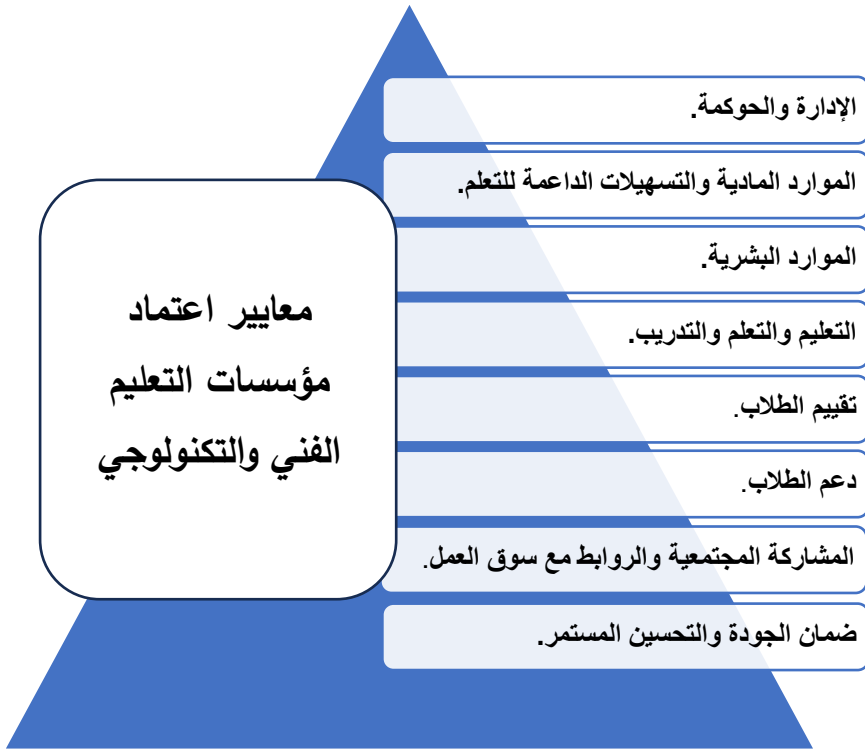 معايير اعتماد
مؤسسات التعليم
الفني والتكنولوجي
الإدارة والحوكمة.
الموارد المادية والتسهيلات الداعمة للتعلم.
الموارد البشرية.
التعليم والتعلم والتدريب.
تقييم الطلاب.
دعم الطلاب.
المشاركة المجتمعية والروابط مع سوق العمل.
ضمان الجودة والتحسين المستمر.